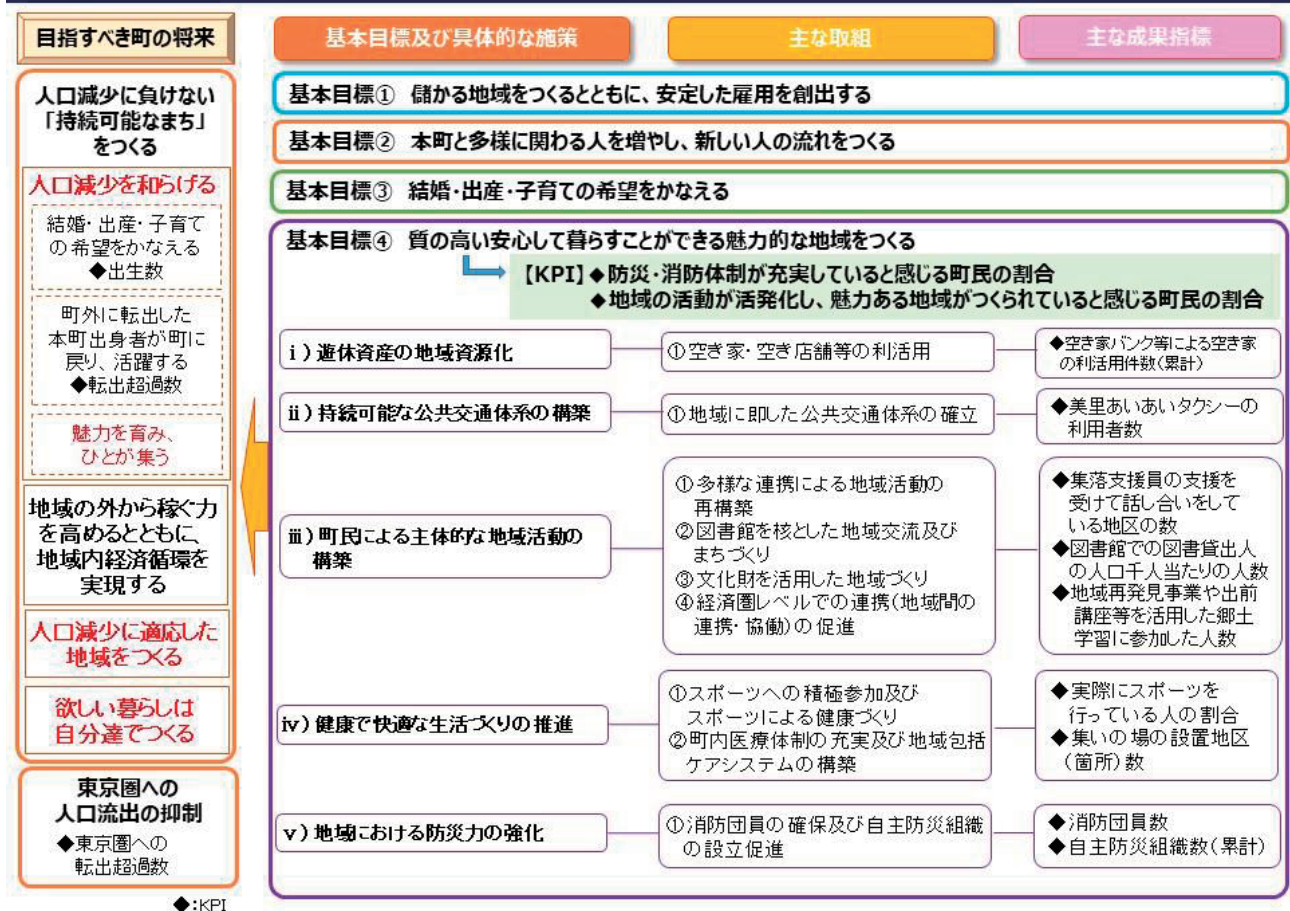 目指すべき町の将来
基本目標及び具体的な施策
主な取組
主な成果指標
人口減少に負けない
「持続可能なまち」
をつくる
人口減少を和らげる
結婚・出産・子育て
の希望をかなえる
◆出生数
町外に転出した
本町出身者が町に
戻り、活躍する
◆転出超過数
魅力を育み、
ひとが集う
地域の外から稼ぐ力
を高めるとともに、
地域内経済循環を
実現する
人口減少に適応した
地域をつくる
欲しい暮らしは
自分達でつくる
東京圏への
人口流出の抑制
◆東京圏への
転出超過数
◆:KPI
基本目標① 儲かる地域をつくるとともに、安定した雇用を創出する
基本目標② 本町と多様に関わる人を増やし、新しい人の流れをつくる
基本目標③ 結婚・出産・子育ての希望をかなえる
基本目標④ 質の高い安心して暮らすことができる魅力的な地域をつくる
【KPI】◆防災・消防体制が充実していると感じる町民の割合
◆地域の活動が活発化し、魅力ある地域がつくられていると感じる町民の割合
ⅰ)遊休資産の地域資源化
①空き家・空き店舗等の利活用
◆空き家バンク等による空き家
の利活用件数(累計)
ⅱ)持続可能な公共交通体系の構築
①地域に即した公共交通体系の確立
◆美里あいあいタクシーの
利用者数
ⅲ)町民による主体的な地域活動の
構築
①多様な連携による地域活動の
再構築
②図書館を核とした地域交流及び
まちづくり
③文化財を活用した地域づくり
④経済圏レベルでの連携(地域間の
連携・協働)の促進
◆集落支援員の支援を
受けて話し合いをして
いる地区の数
◆図書館での図書貸出人
の人口千人当たりの人数
◆地域再発見事業や出前
講座等を活用した郷土
学習に参加した人数
ⅳ)健康で快適な生活づくりの推進
①スポーツへの積極参加及び
スポーツによる健康づくり
②町内医療体制の充実及び地域包括
ケアシステムの構築
◆実際にスポーツを
行っている人の割合
◆集いの場の設置地区
(箇所)数
ⅴ)地域における防災力の強化
①消防団員の確保及び自主防災組織
の設立促進
◆消防団員数
◆自主防災組織数(累計)